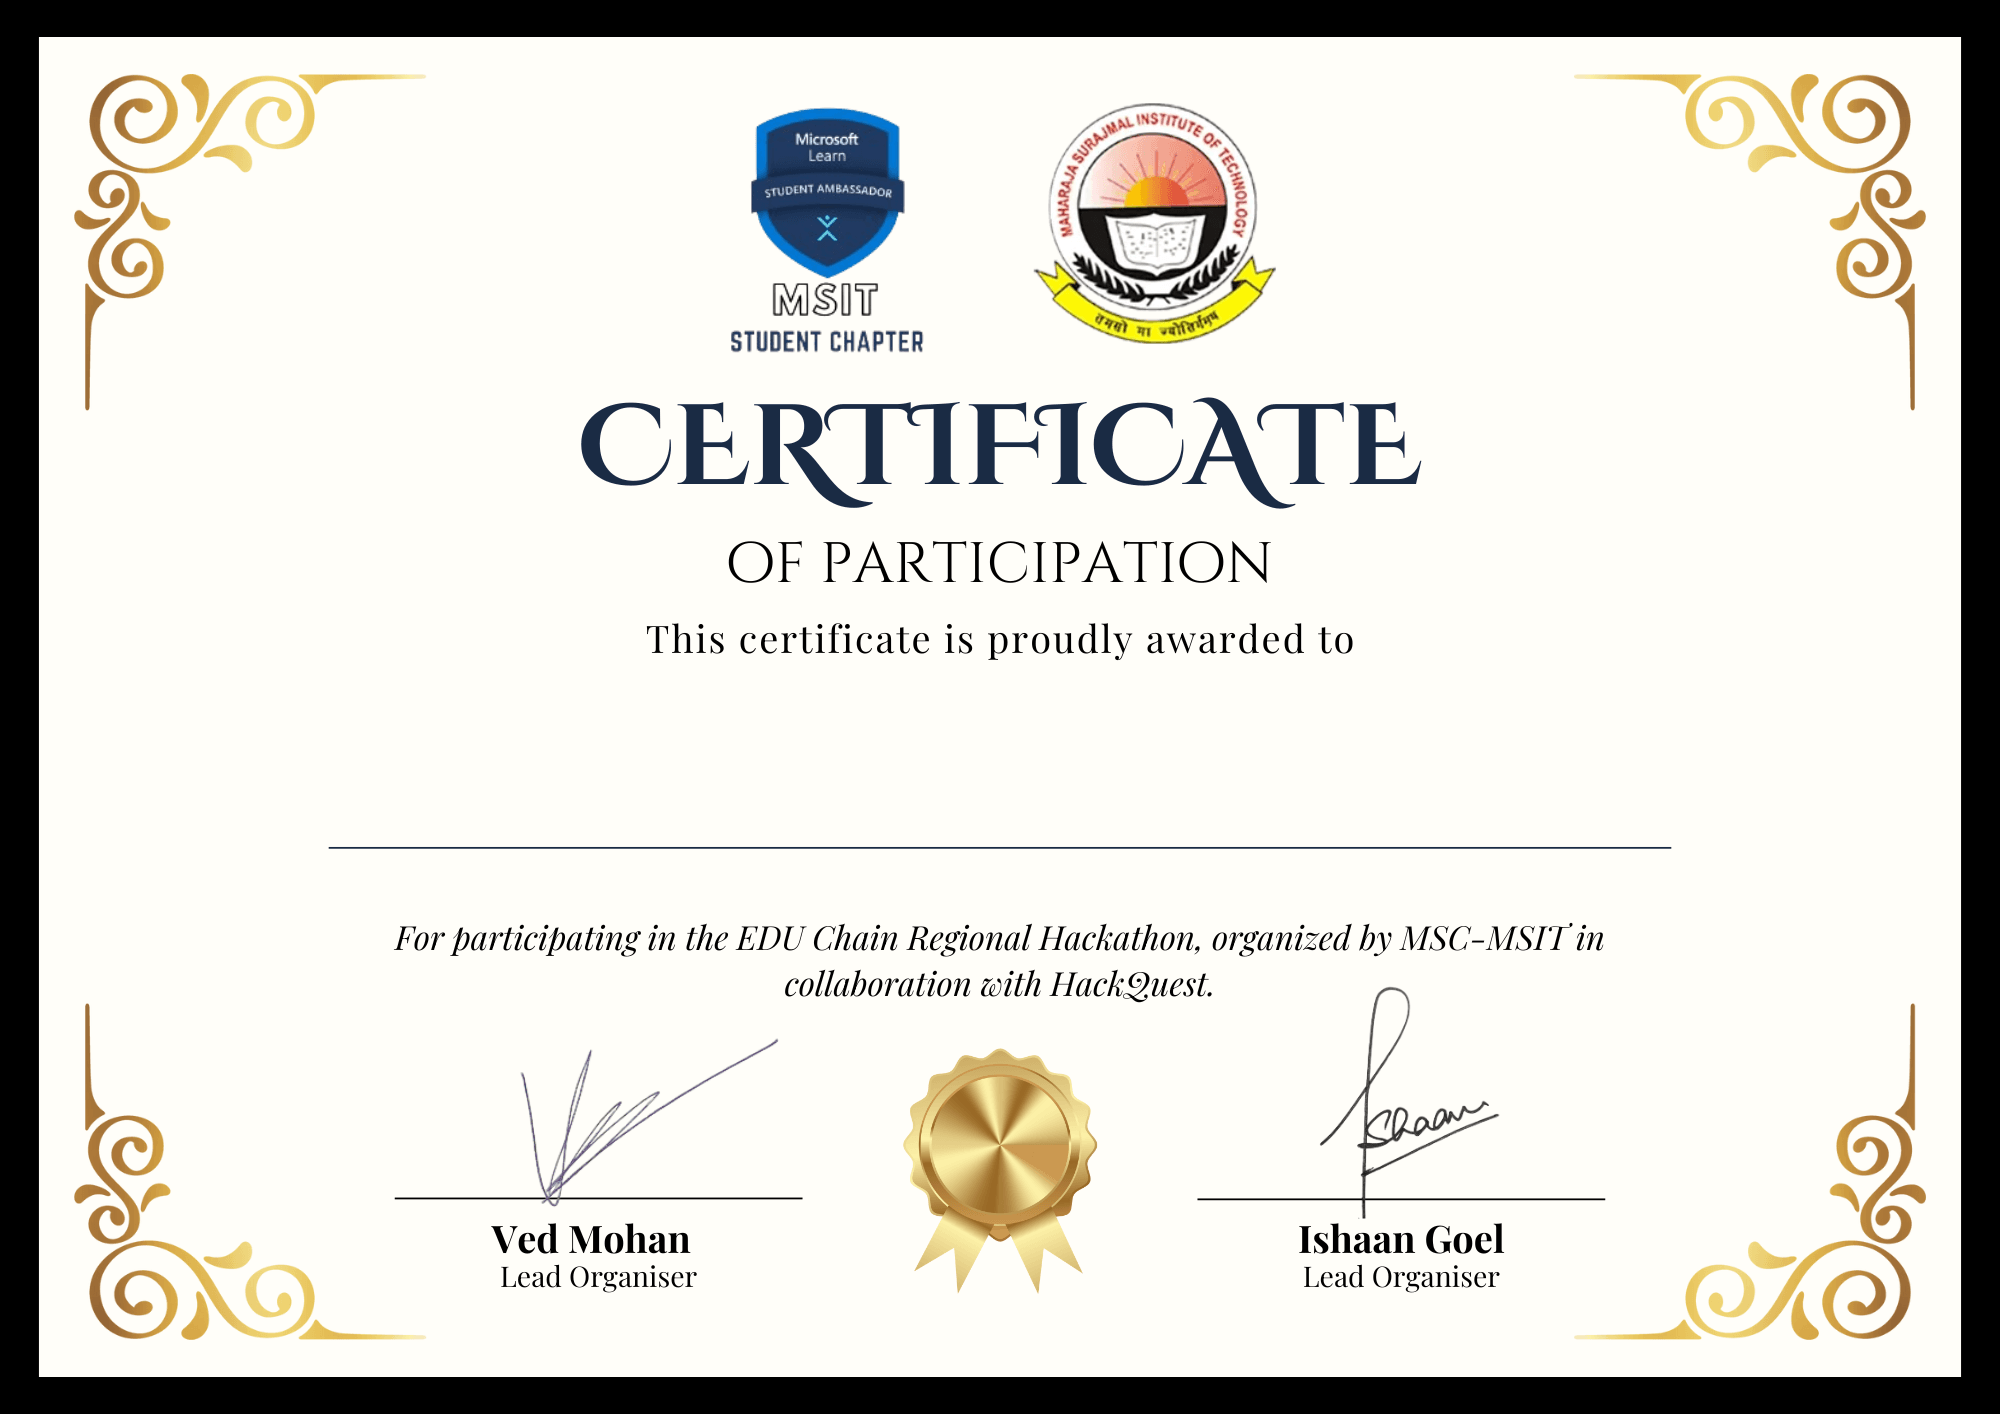 Microsoft
Learn
STUDENT AMBASSADOR
MSIT
STUDENT CHAPTER
MAHARAJA SURAJMAL INSTITUTE OF TECHNOLOGY
तमसो मा ज्योतिर्गमय
CERTIFICATE
OF PARTICIPATION
This certificate is proudly awarded to
For participating in the EDU Chain Regional Hackathon, organized by MSC-MSIT in
collaboration with HackQuest.
Ishaan
Ved Mohan
Lead Organiser
Ishaan Goel
Lead Organiser